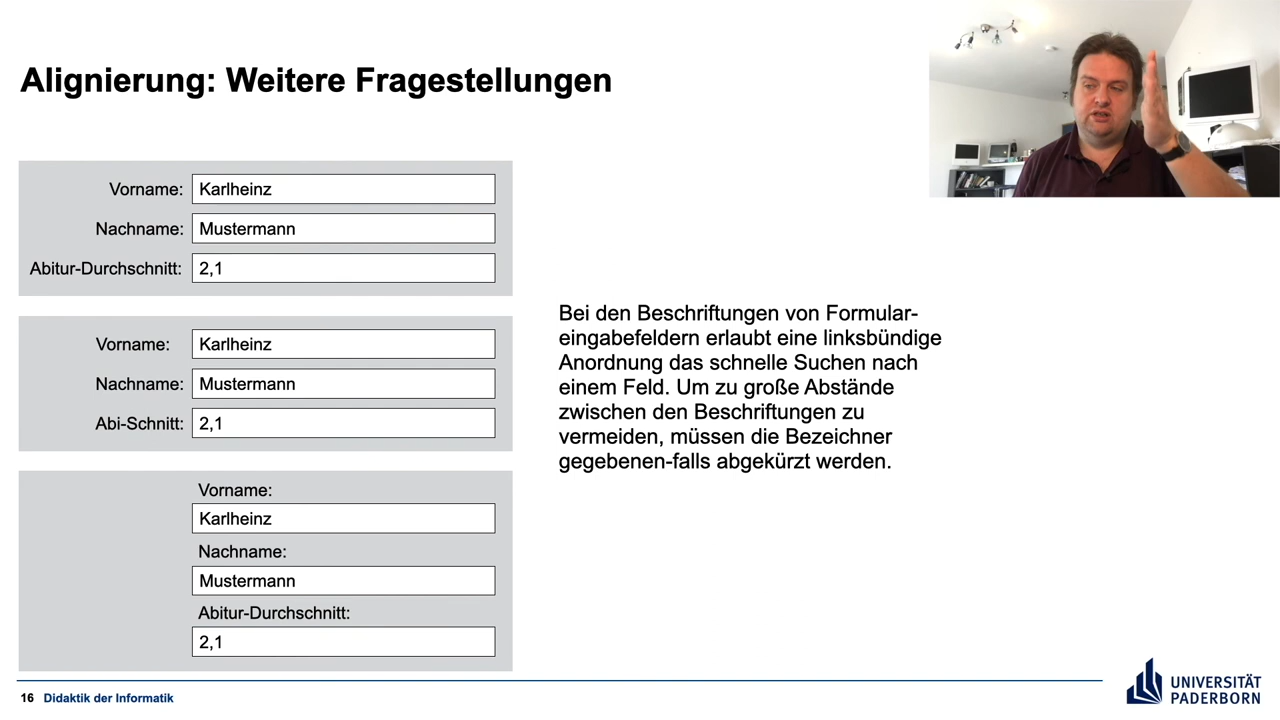 Alignierung: Weitere Fragestellungen
Vorname: Karlheinz
Nachname: Mustermann
Abitur-Durchschnitt: 2,1
Vorname: Karlheinz
Nachname: Mustermann
Abi-Schnitt: 2,1
Vorname:
Karlheinz
Nachname:
Mustermann
Abitur-Durchschnitt:
2,1
Bei den Beschriftungen von Formular-
eingabefeldern erlaubt eine linksbündige
Anordnung das schnelle Suchen nach
einem Feld. Um zu große Abstände
zwischen den Beschriftungen zu
vermeiden, müssen die Bezeichner
gegebenen-falls abgekürzt werden.
16 Didaktik der Informatik
UNIVERSITÄT
PADERBORN